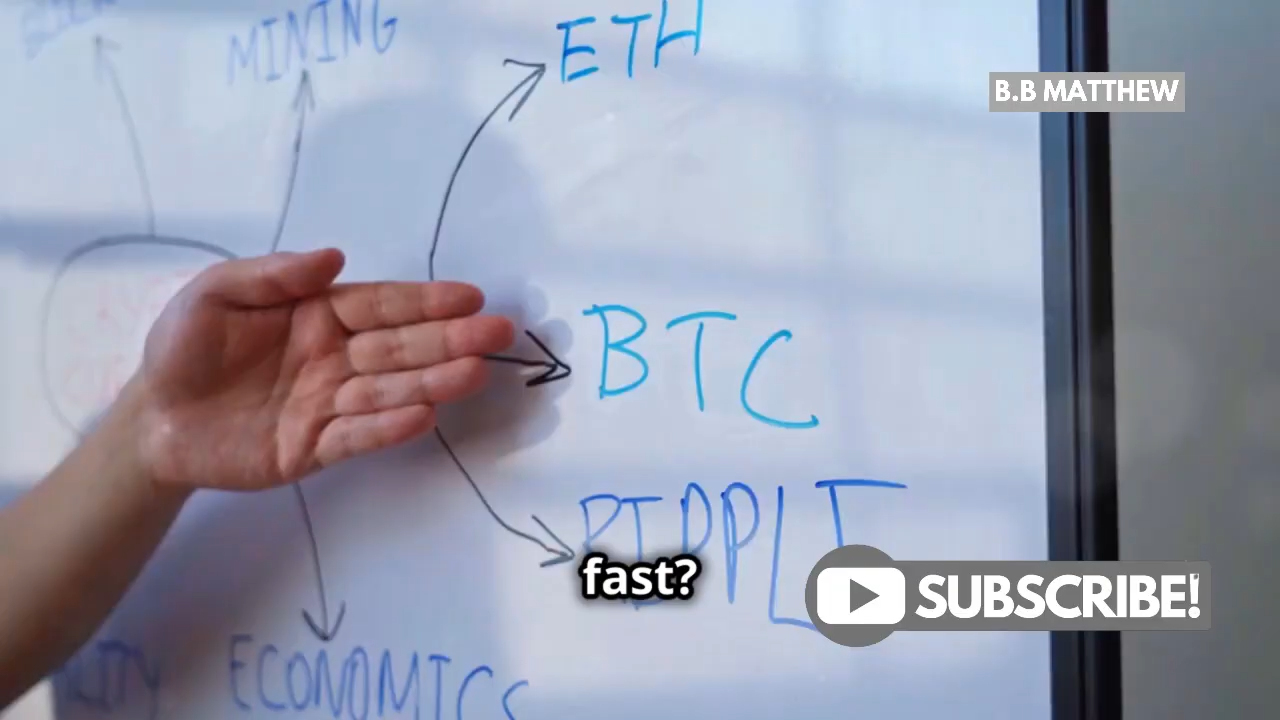 MINING
ETH
B.B MATTHEW
BTC
fast?
SUBSCRIBE!
ECONOMICS